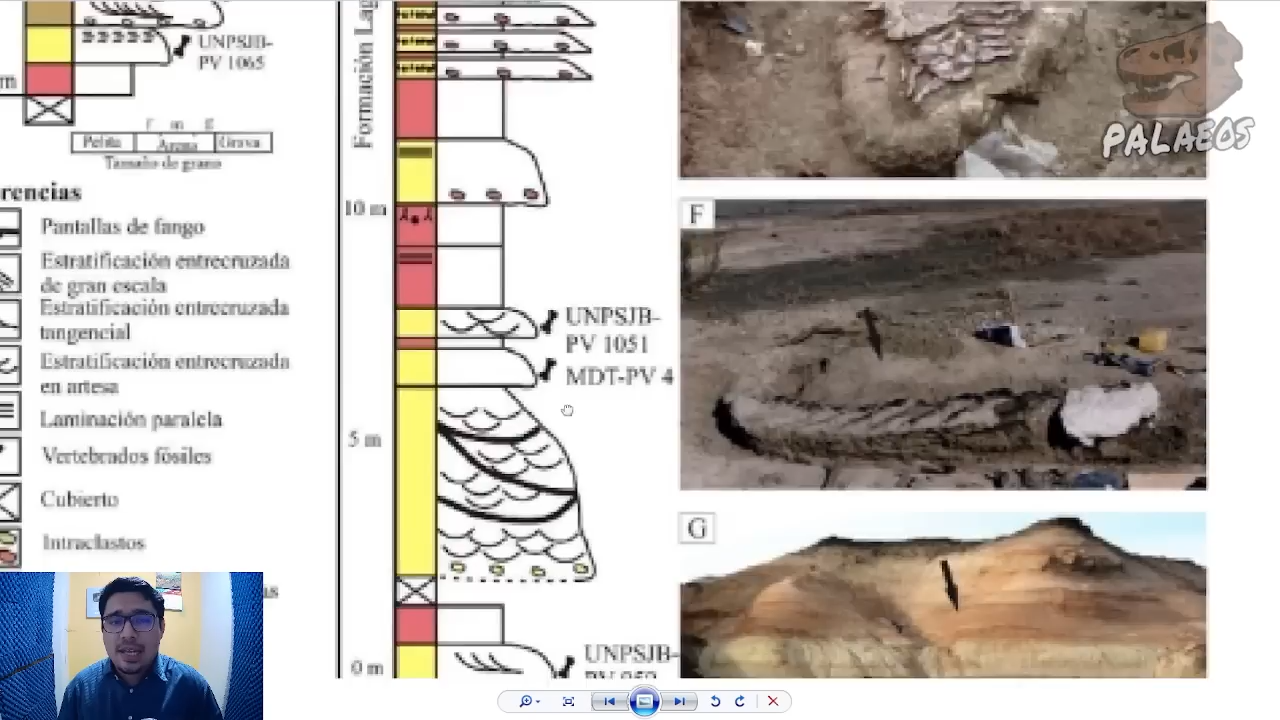 UNPSJB-
PV 1065
m
Pelita
Arena
Grava
Tamaño de grano
rencias
Pantallas de fango
Estratificación entrecruzada
de gran escala
Estratificación entrecruzada
tangencial
Estratificación entrecruzada
en artesa
Laminación paralela
Vertebrados fósiles
Cubierto
Intraclastos
as
Formación Lag
10 m
UNPSJB-
PV 1051
MDT-PV 4
5 m
UNPSJB-
0 m
F
G
PALAEOS